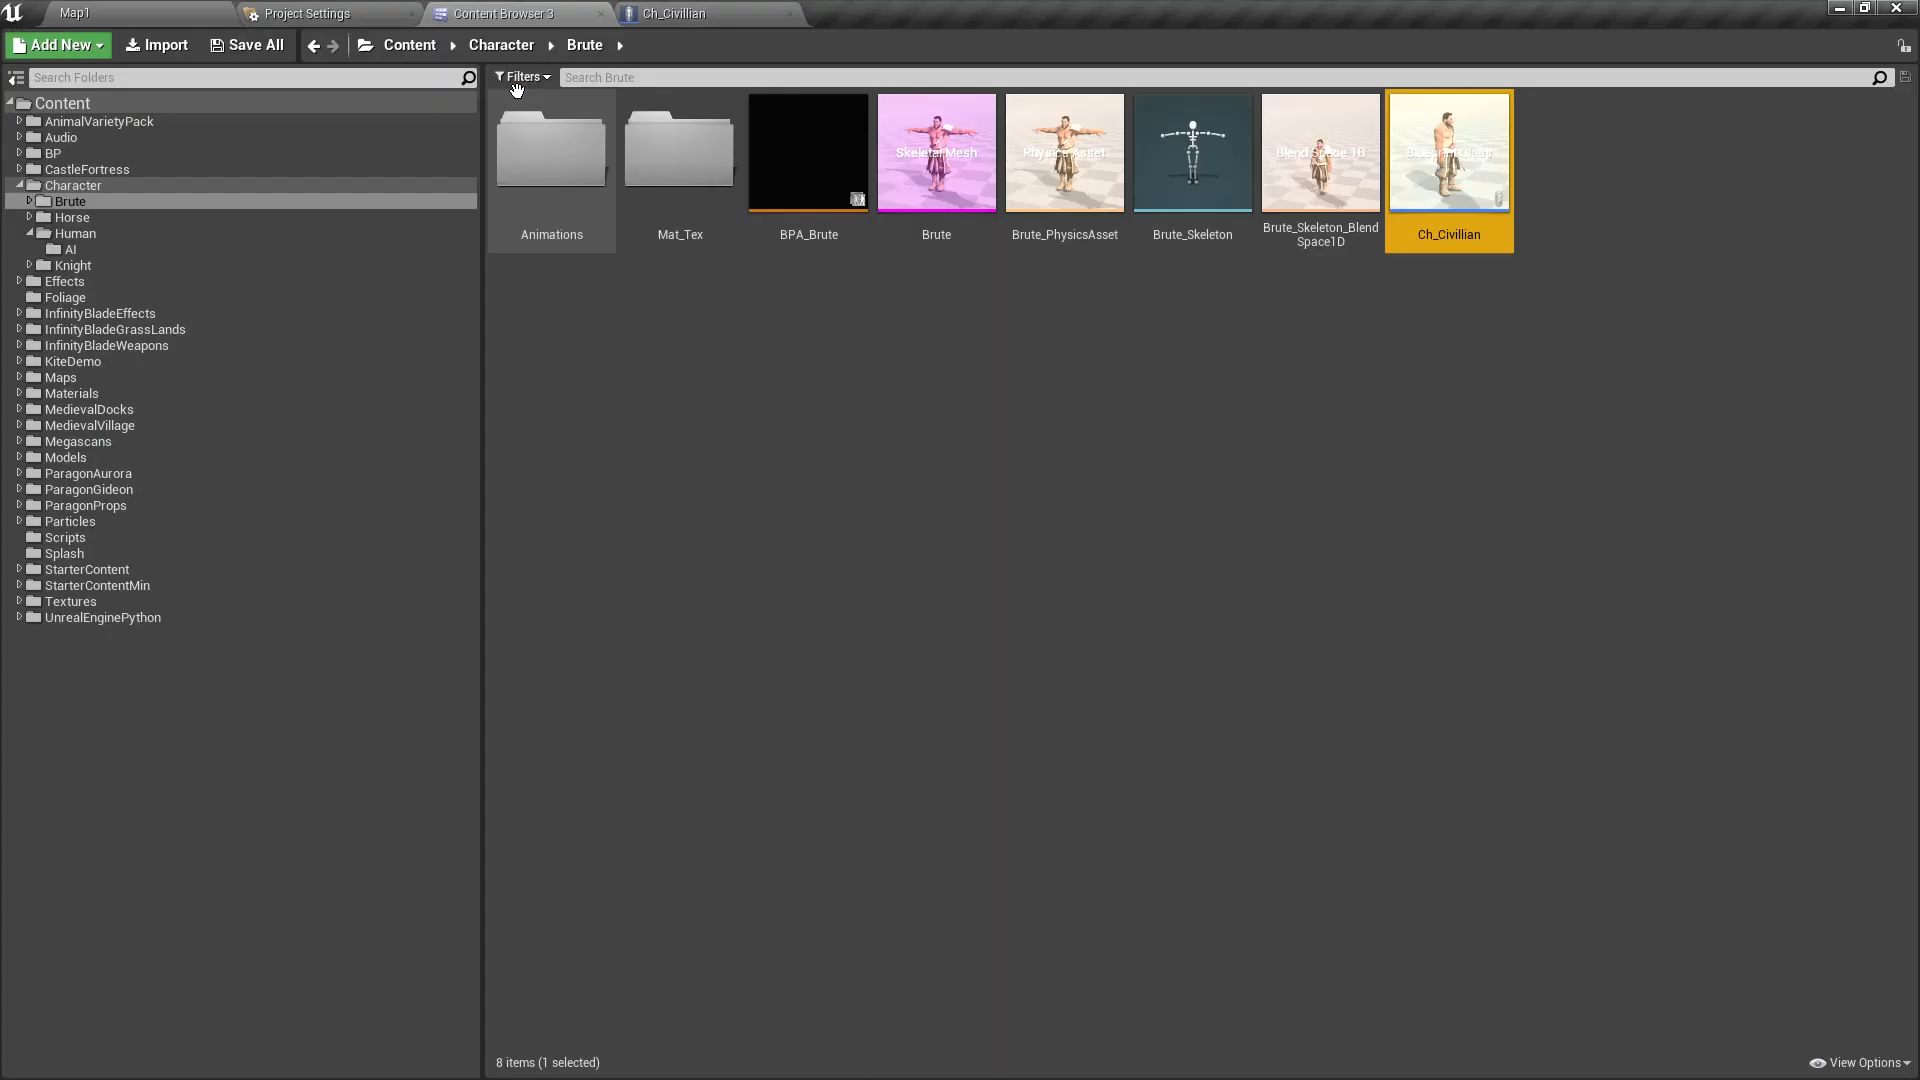 Map1
Project Settings
Content Browser 3
Ch_Civillian
Add New
Import
Save All
Content
Character
Brute
Search Folders
Filters
Search Brute
Content
AnimalVarietyPack
Audio
BP
CastleFortress
Character
Brute
Horse
Human
AI
Knight
Effects
Foliage
InfinityBladeEffects
InfinityBladeGrassLands
InfinityBladeWeapons
KiteDemo
Maps
Materials
MedievalDocks
MedievalVillage
Megascans
Models
ParagonAurora
ParagonGideon
ParagonProps
Particles
Scripts
Splash
StarterContent
StarterContentMin
Textures
UnrealEnginePython
Skeletal Mesh
Physics Asset
Blend Space 1D
Blueprint Class
Animations
Mat_Tex
BPA_Brute
Brute
Brute_PhysicsAsset
Brute_Skeleton
Brute_Skeleton_Blend
Space1D
Ch_Civillian
8 items (1 selected)
View Options